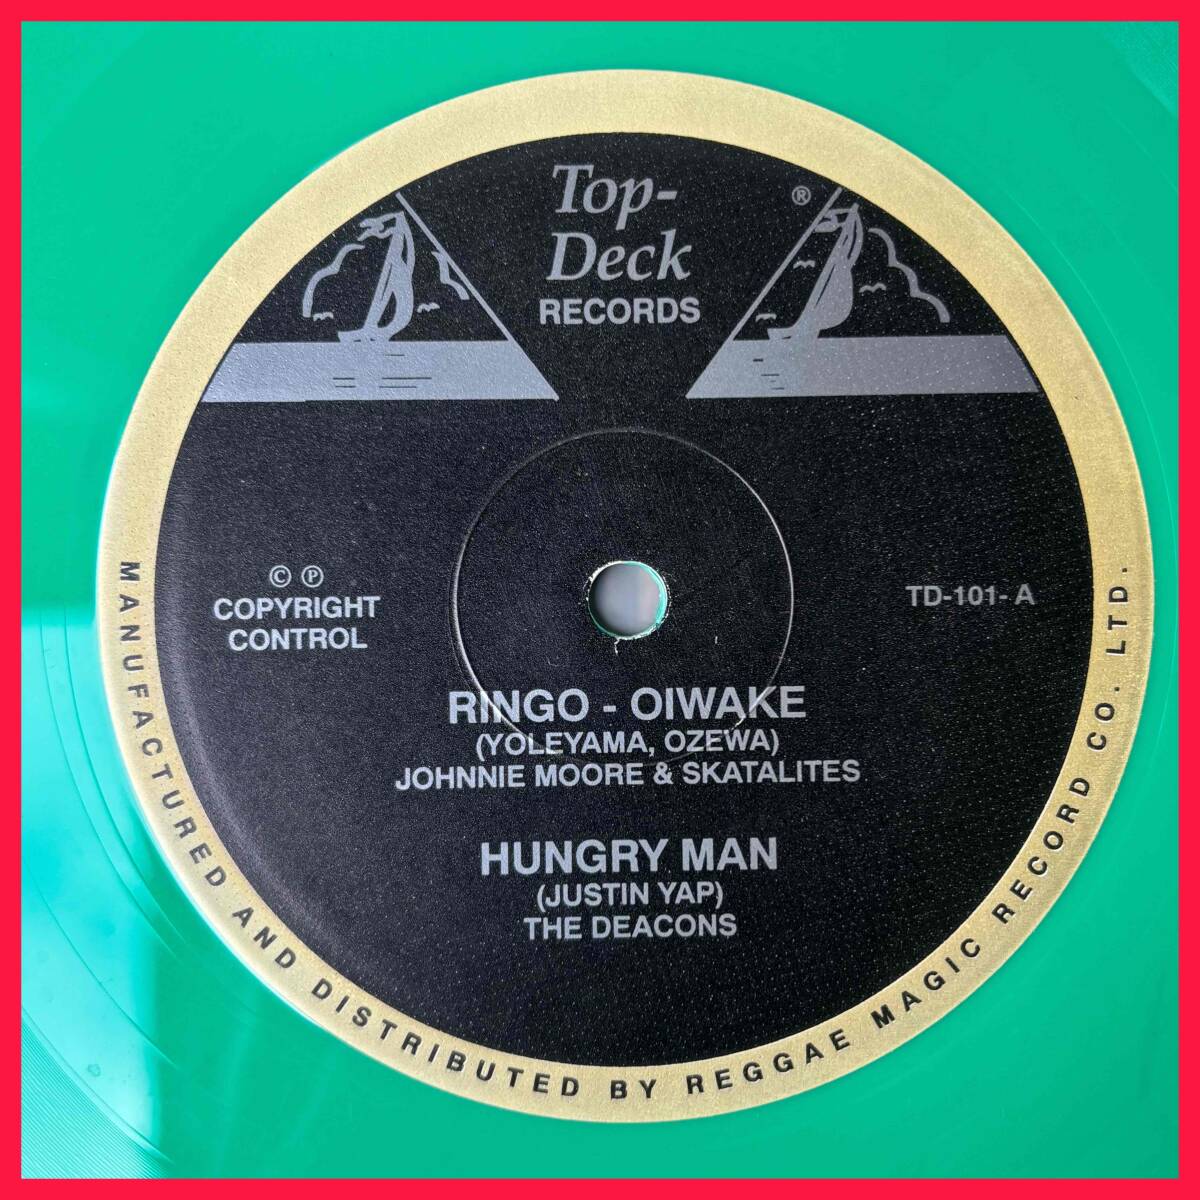 Top-
Deck
®
RECORDS
© ℗
COPYRIGHT
CONTROL
TD-101- A
RINGO - OIWAKE
(YOLEYAMA, OZEWA)
JOHNNIE MOORE & SKATALITES
HUNGRY MAN
(JUSTIN YAP)
THE DEACONS
MANUFACTURED AND DISTRIBUTED BY REGGAE MAGIC RECORD CO. LTD.